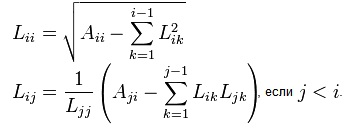 $L_{ii} = \sqrt{A_{ii} - \sum_{k=1}^{i-1} L_{ik}^2}$
$L_{ij} = \frac{1}{L_{jj}} \left( A_{ji} - \sum_{k=1}^{j-1} L_{ik} L_{jk} \right)$, если $j < i$.